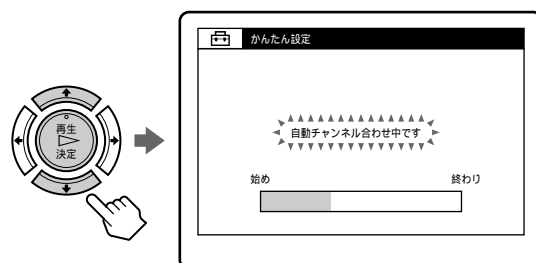 かんたん設定
再生
決定
自動チャンネル合わせ中です
始め
終わり